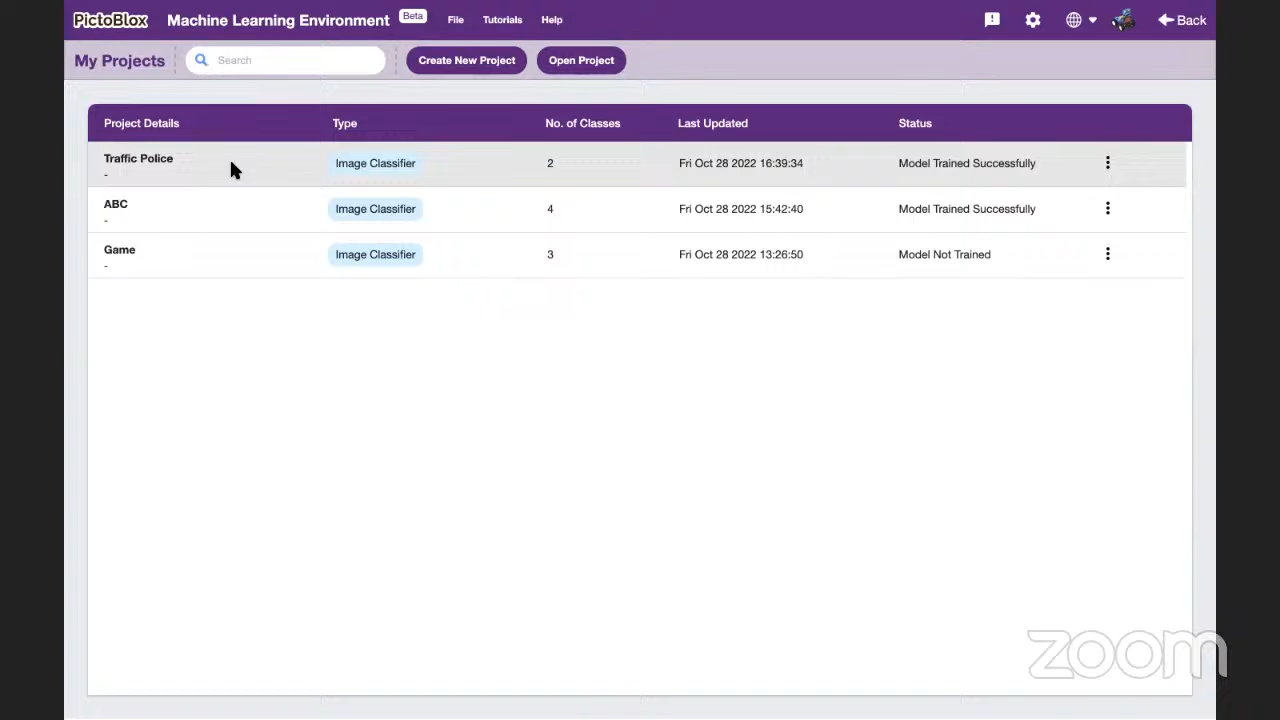 PictoBlox Machine Learning Environment Beta File Tutorials Help Back
My Projects Search Create New Project Open Project
Project Details Type No. of Classes Last Updated Status
Traffic Police Image Classifier 2 Fri Oct 28 2022 16:39:34 Model Trained Successfully
-
ABC Image Classifier 4 Fri Oct 28 2022 15:42:40 Model Trained Successfully
-
Game Image Classifier 3 Fri Oct 28 2022 13:26:50 Model Not Trained
-
zoom